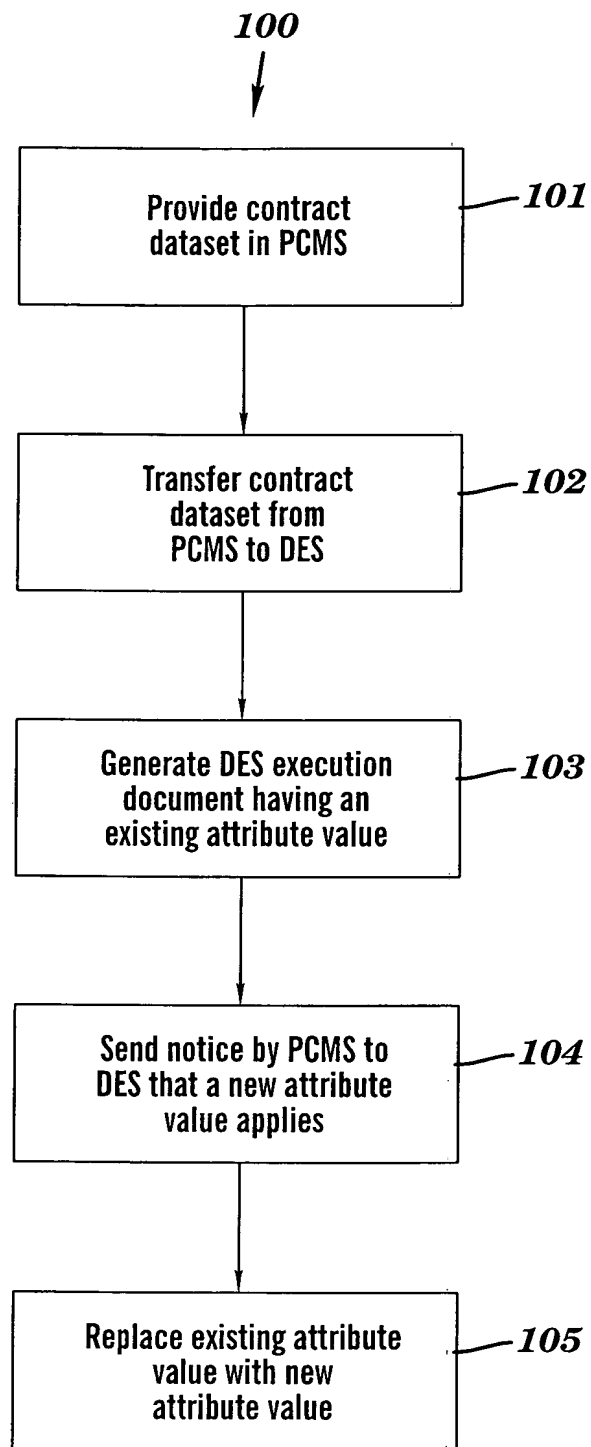 100
Provide contract
dataset in PCMS
101
Transfer contract
dataset from
PCMS to DES
102
Generate DES execution
document having an
existing attribute value
103
Send notice by PCMS to
DES that a new attribute
value applies
104
Replace existing attribute
value with new
attribute value
105